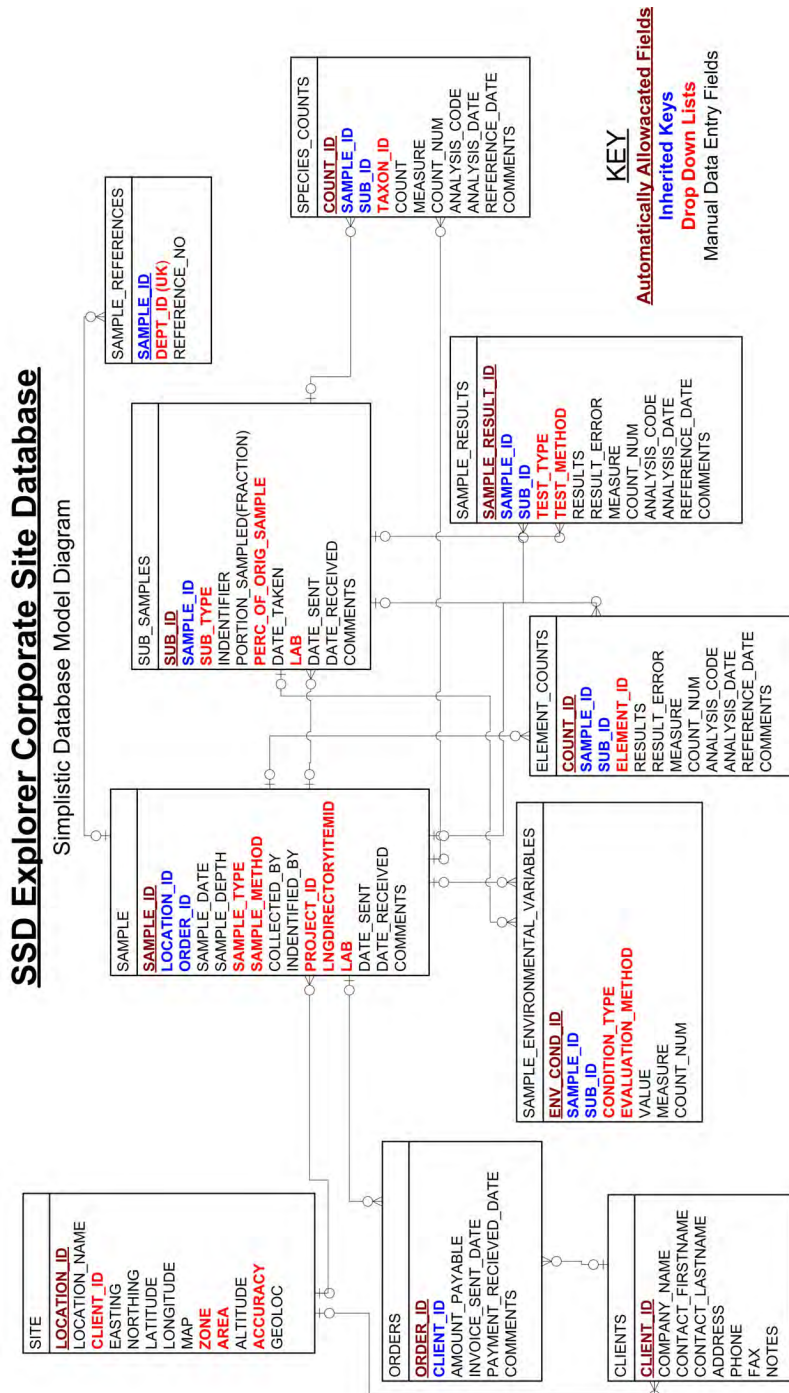 SSD Explorer Corporate Site Database
Simplistic Database Model Diagram
SITE
LOCATION_ID
LOCATION_NAME
CLIENT_ID
EASTING
NORTHING
LATITUDE
LONGITUDE
MAP
ZONE
AREA
ALTITUDE
ACCURACY
GEOLOC
SAMPLE
SAMPLE_ID
LOCATION_ID
ORDER_ID
SAMPLE_DATE
SAMPLE_DEPTH
SAMPLE_TYPE
SAMPLE_METHOD
COLLECTED_BY
INDENTIFIED_BY
PROJECT_ID
LNGDIRECTORYITEMID
LAB
DATE_SENT
DATE_RECEIVED
COMMENTS
SUB_SAMPLES
SUB_ID
SAMPLE_ID
SUB_TYPE
INDENTIFIER
PORTION_SAMPLED(FRACTION)
PERC_OF_ORIG_SAMPLE
DATE_TAKEN
LAB
DATE_SENT
DATE_RECEIVED
COMMENTS
SAMPLE_REFERENCES
SAMPLE_ID
DEPT_ID (UK)
REFERENCE_NO
SPECIES_COUNTS
COUNT_ID
SAMPLE_ID
SUB_ID
TAXON_ID
COUNT
MEASURE
COUNT_NUM
ANALYSIS_CODE
ANALYSIS_DATE
REFERENCE_DATE
COMMENTS
ORDERS
ORDER_ID
CLIENT_ID
AMOUNT_PAYABLE
INVOICE_SENT_DATE
PAYMENT_RECIEVED_DATE
COMMENTS
CLIENTS
CLIENT_ID
COMPANY_NAME
CONTACT_FIRSTNAME
CONTACT_LASTNAME
ADDRESS
PHONE
FAX
NOTES
SAMPLE_ENVIRONMENTAL_VARIABLES
ENV_COND_ID
SAMPLE_ID
SUB_ID
CONDITION_TYPE
EVALUATION_METHOD
VALUE
MEASURE
COUNT_NUM
ELEMENT_COUNTS
COUNT_ID
SAMPLE_ID
SUB_ID
ELEMENT_ID
RESULTS
RESULT_ERROR
MEASURE
COUNT_NUM
ANALYSIS_CODE
ANALYSIS_DATE
REFERENCE_DATE
COMMENTS
SAMPLE_RESULTS
SAMPLE_RESULT_ID
SAMPLE_ID
SUB_ID
TEST_TYPE
TEST_METHOD
RESULTS
RESULT_ERROR
MEASURE
COUNT_NUM
ANALYSIS_CODE
ANALYSIS_DATE
REFERENCE_DATE
COMMENTS
KEY
Automatically Allowacated Fields
Inherited Keys
Drop Down Lists
Manual Data Entry Fields